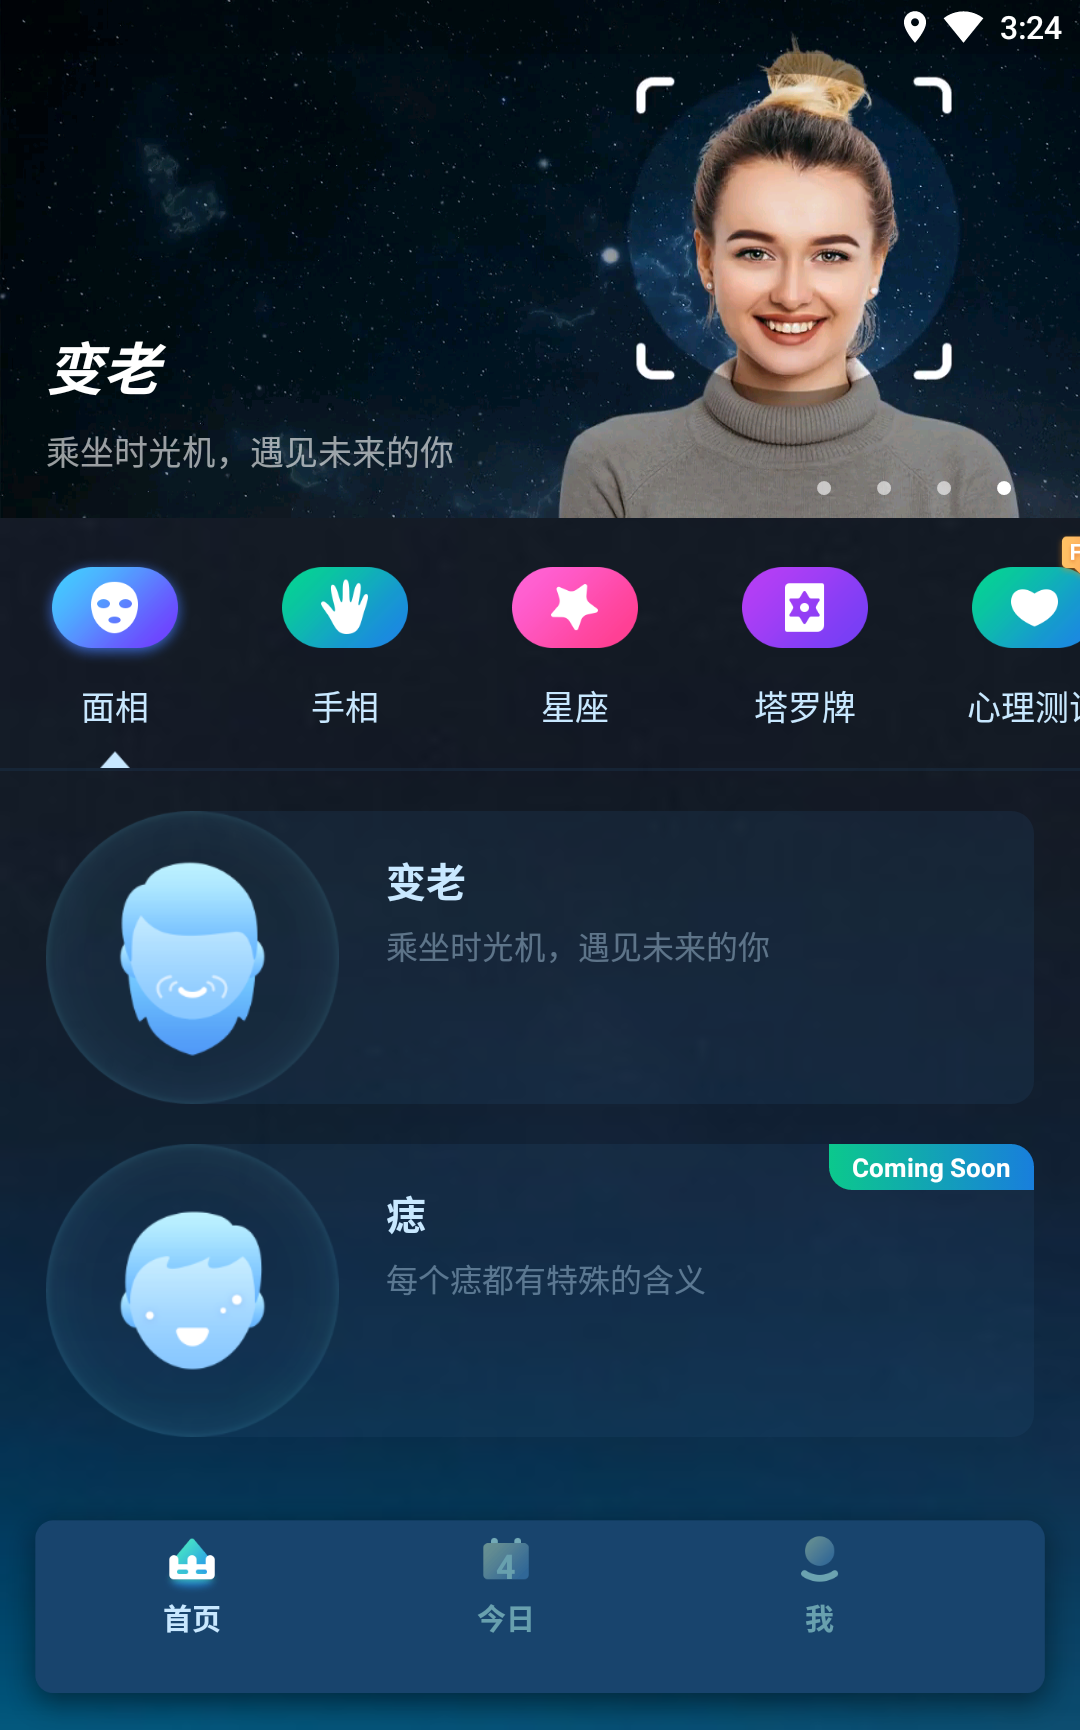 3:24
变老
乘坐时光机，遇见未来的你
F
面相
手相
星座
塔罗牌
心理测
变老
乘坐时光机，遇见未来的你
Coming Soon
痣
每个痣都有特殊的含义
4
首页
今日
我